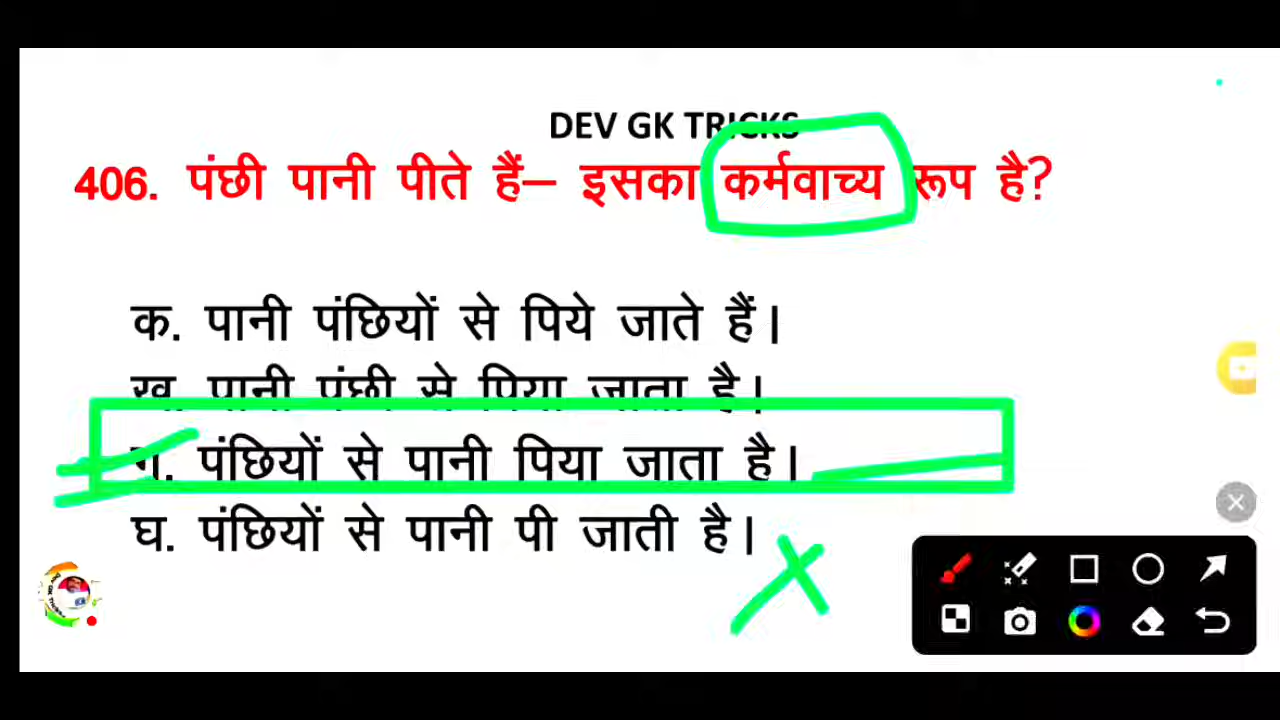 DEV GK TRICKS
406. पंछी पानी पीते हैं– इसका कर्मवाच्य रूप है?
क. पानी पंछियों से पिये जाते हैं।
ख. पानी पंछी से पिया जाता है।
ग. पंछियों से पानी पिया जाता है।
घ. पंछियों से पानी पी जाती है।